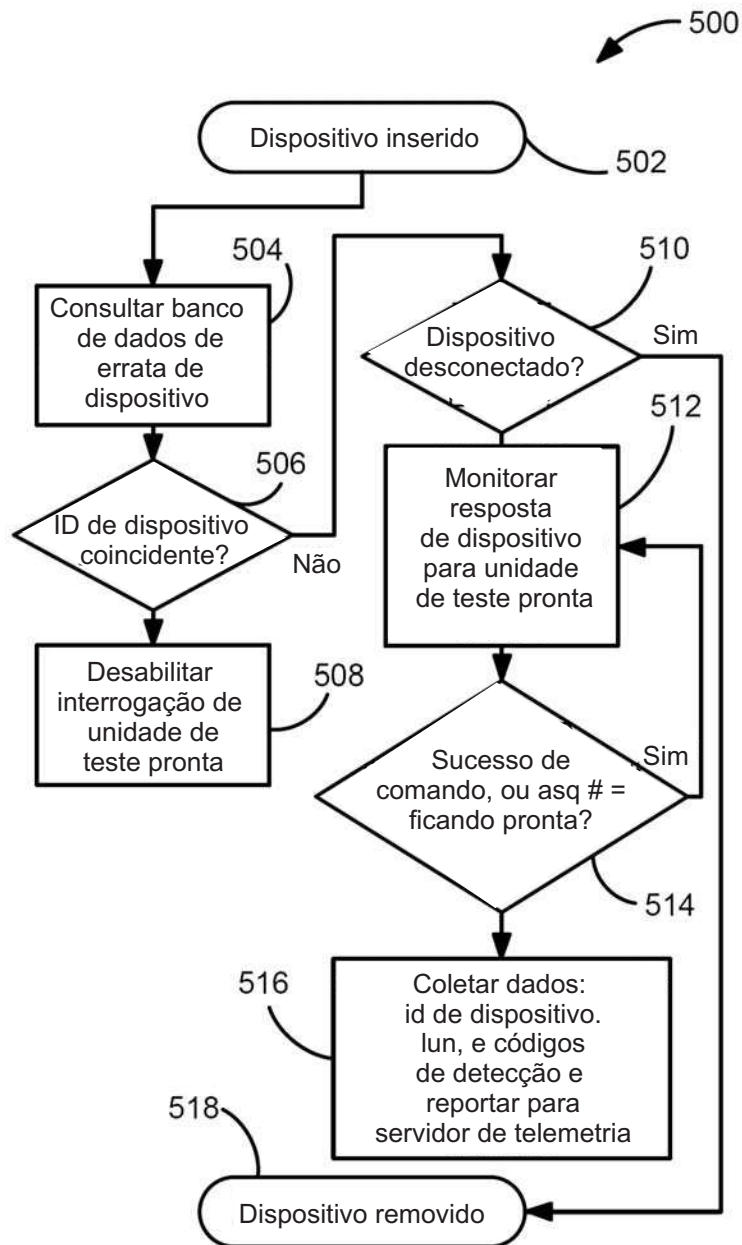 500
Dispositivo inserido
502
504
Consultar banco
de dados de
errata de
dispositivo
506
ID de dispositivo
coincidente?
Não
Desabilitar
interrogação de
unidade de
teste pronta
508
510
Dispositivo
desconectado?
Sim
512
Monitorar
resposta
de dispositivo
para unidade
de teste pronta
Sucesso de
comando, ou asq # =
ficando pronta?
Sim
514
516
Coletar dados:
id de dispositivo.
lun, e códigos
de detecção e
reportar para
servidor de telemetria
518
Dispositivo removido